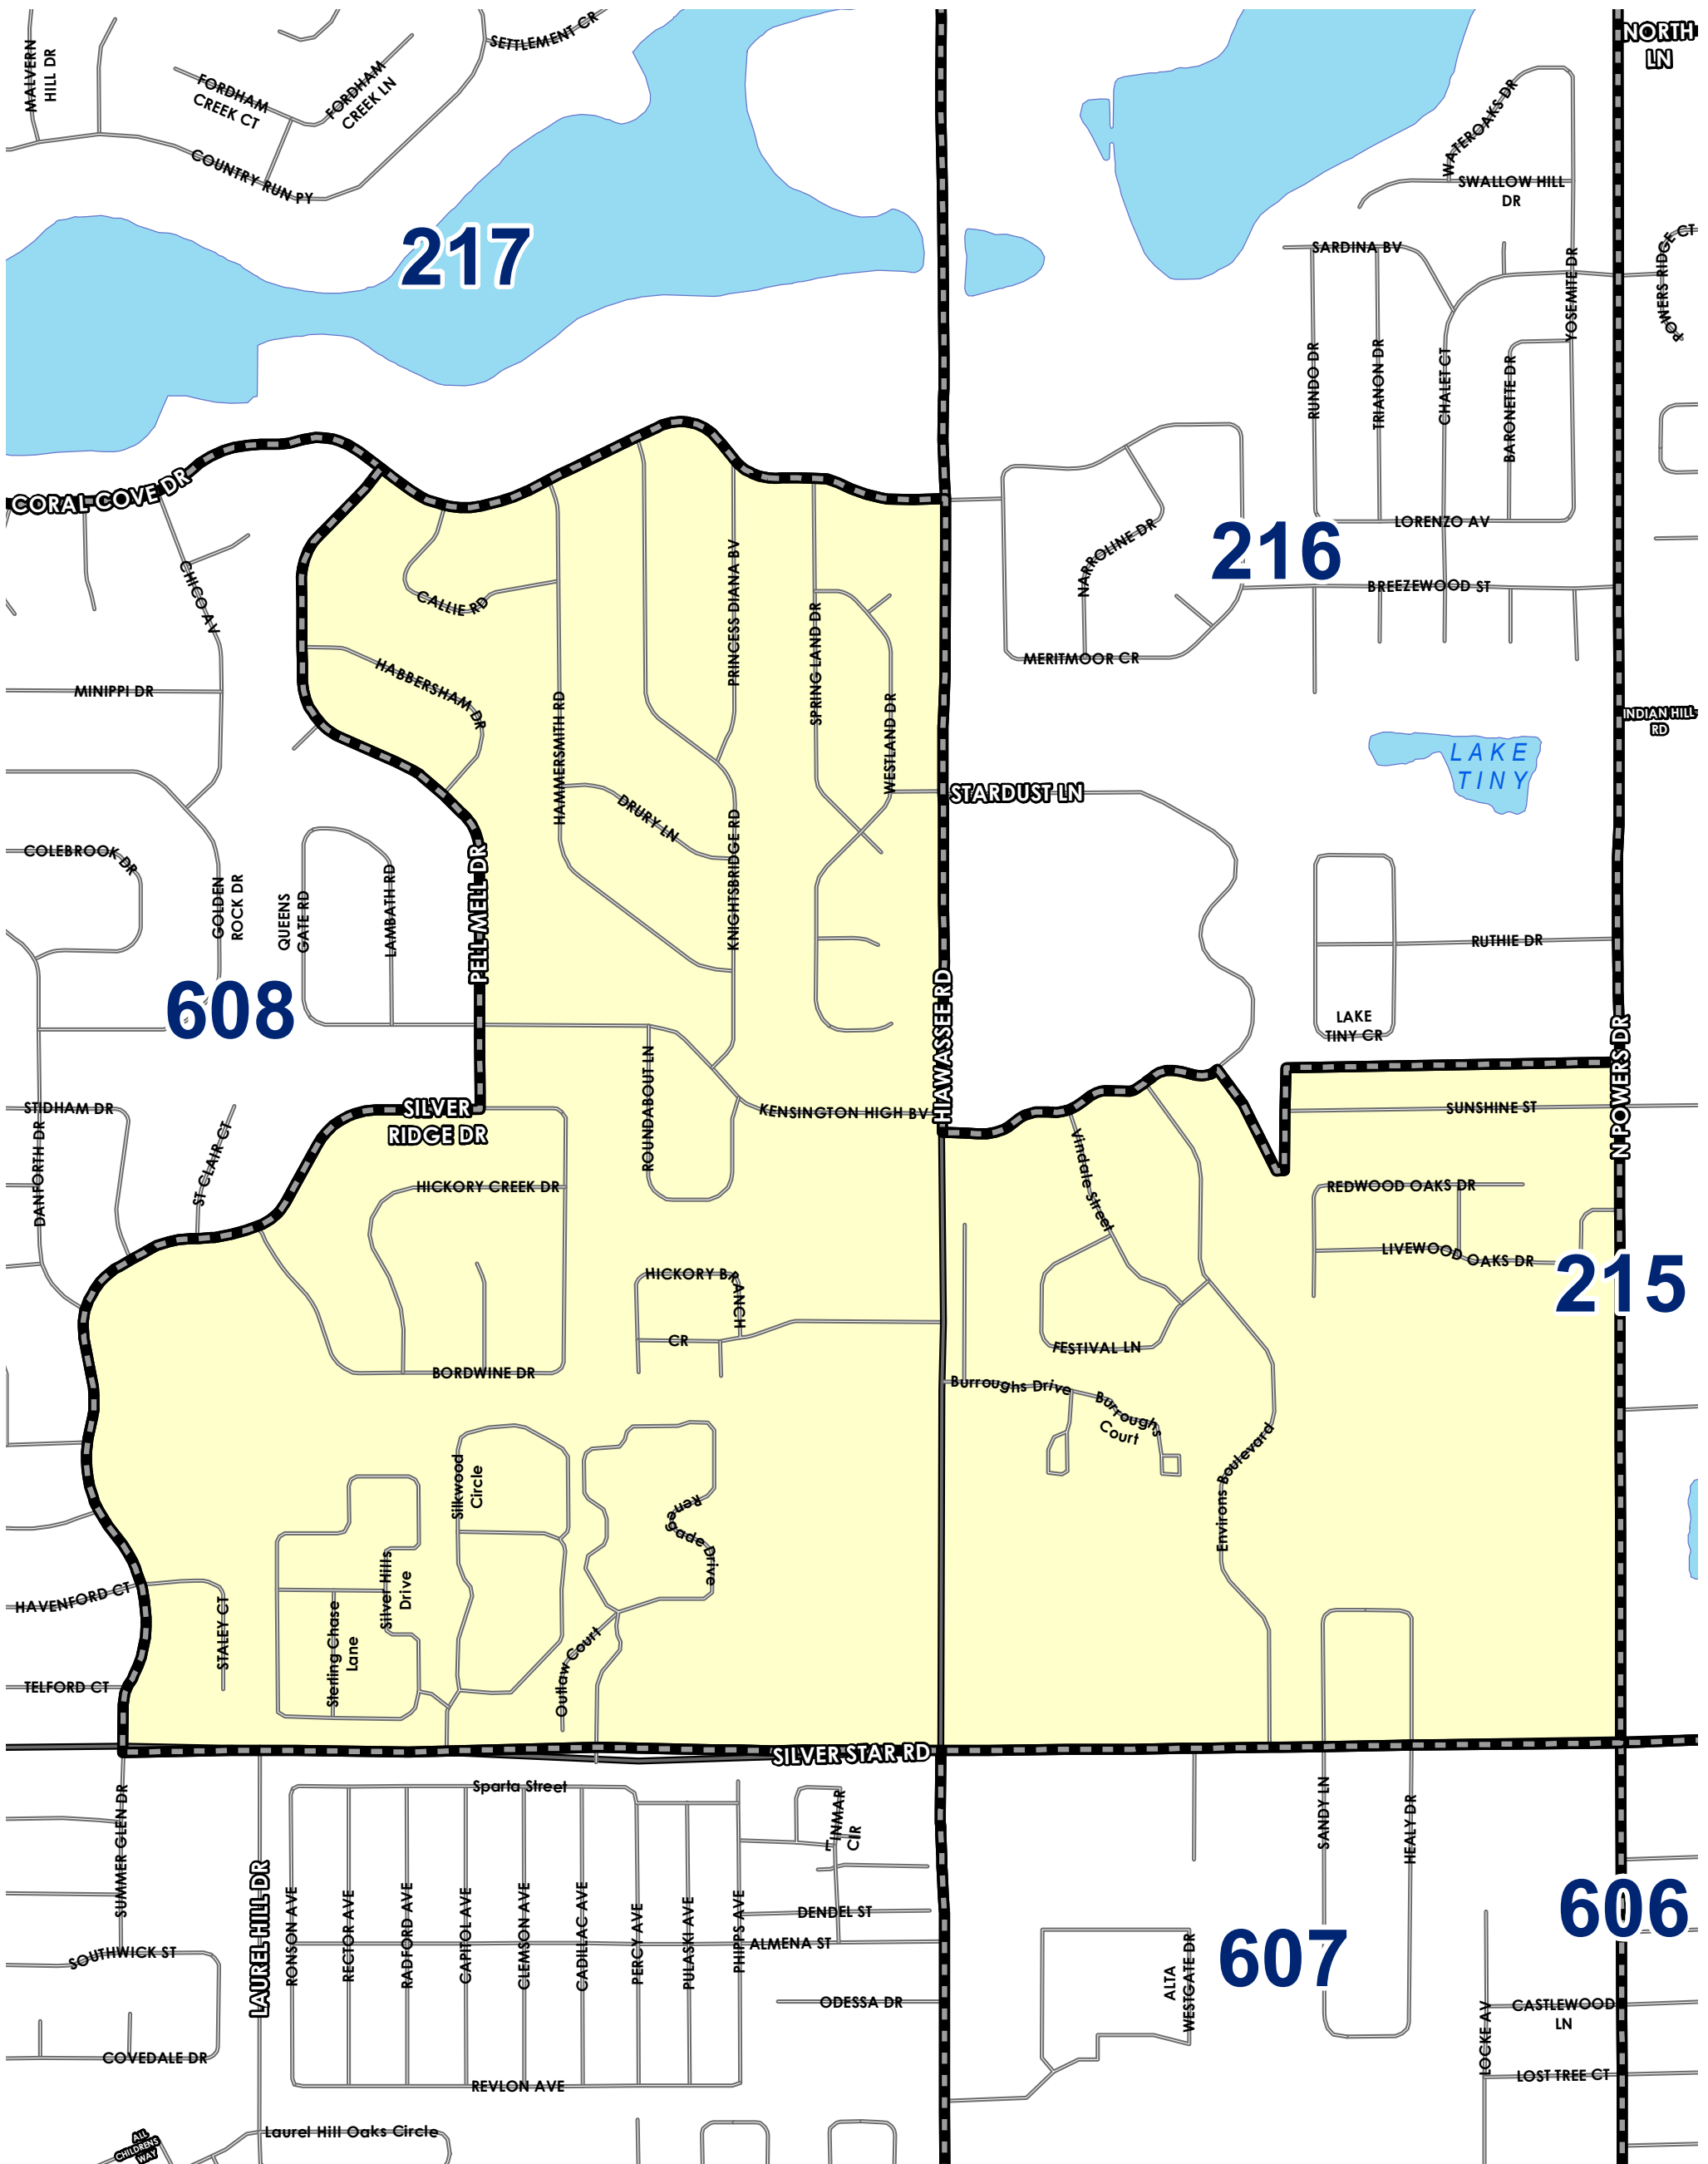 NORTH
LN
MALVERN
HILL DR
SETTLEMENT CR
FORDHAM
CREEK CT
FORDHAM
CREEK LN
COUNTRY RUN PY
217
WATEROAKS DR
SWALLOW HILL
DR
SARDINA BV
YOSEMITE DR
POWERS RIDGE CT
RUNDO DR
TRIANON DR
CHALET CT
BARONETTE DR
CORAL COVE DR
CHICO AV
NARROLINE DR
216
LORENZO AV
BREEZEWOOD ST
MERITMOOR CR
CALLIE RD
PRINCESS DIANA BV
SPRING LAND DR
HABBERSHAM DR
MINIPPI DR
HAMMERSMITH RD
WESTLAND DR
INDIAN HILL
RD
LAKE
TINY
STARDUST LN
DRURY LN
COLEBROOK DR
GOLDEN
ROCK DR
QUEENS
GATE RD
LAMBATH RD
PELL MELL DR
KNIGHTSBRIDGE RD
RUTHIE DR
608
HIAWASSEE RD
LAKE
TINY CR
N POWERS DR
STIDHAM DR
SILVER
RIDGE DR
ROUNDABOUT LN
KENSINGTON HIGH BV
SUNSHINE ST
DANFORTH DR
ST CLAIR CT
HICKORY CREEK DR
Vindale Street
REDWOOD OAKS DR
LIVEWOOD OAKS DR
215
HICKORY BRANCH
CR
BORDWINE DR
FESTIVAL LN
Burroughs Drive
Burroughs
Court
Environs Boulevard
Silkwood
Circle
Renegade Drive
Silver Hills
Drive
Sterling Chase
Lane
Outlaw Court
HAVENFORD CT
STALEY CT
TELFORD CT
SILVER STAR RD
SUMMER GLEN DR
Sparta Street
LINMAR
CIR
SANDY LN
HEALY DR
LAUREL HILL DR
RONSON AVE
RECTOR AVE
RADFORD AVE
CAPITOL AVE
CLEMSON AVE
CADILLAC AVE
PERCY AVE
PULASKI AVE
PHIPPS AVE
DENDEL ST
ALMENA ST
606
607
SOUTHWICK ST
ALTA
WESTGATE DR
ODESSA DR
LOCKE AV
CASTLEWOOD
LN
COVEDALE DR
REVLON AVE
LOST TREE CT
Laurel Hill Oaks Circle
ALL
CHILDRENS
WAY